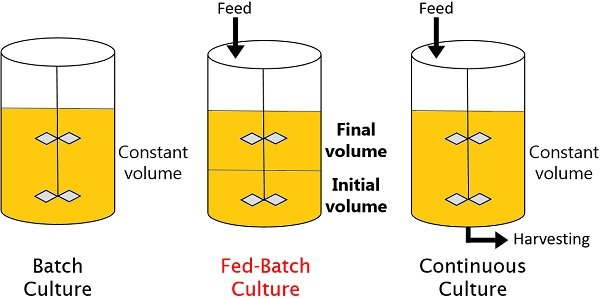 Feed
Feed
Constant
volume
Final
volume
Initial
volume
Constant
volume
Harvesting
Batch
Culture
Fed-Batch
Culture
Continuous
Culture